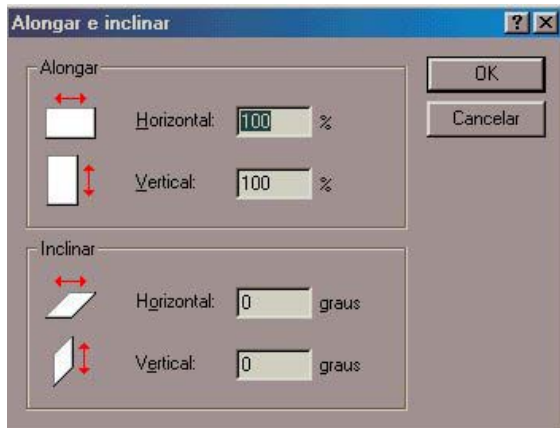 Alongar e inclinar
OK
Cancelar
Alongar
Horizontal: 100 %
Vertical: 100 %
Inclinar
Horizontal: 0 graus
Vertical: 0 graus